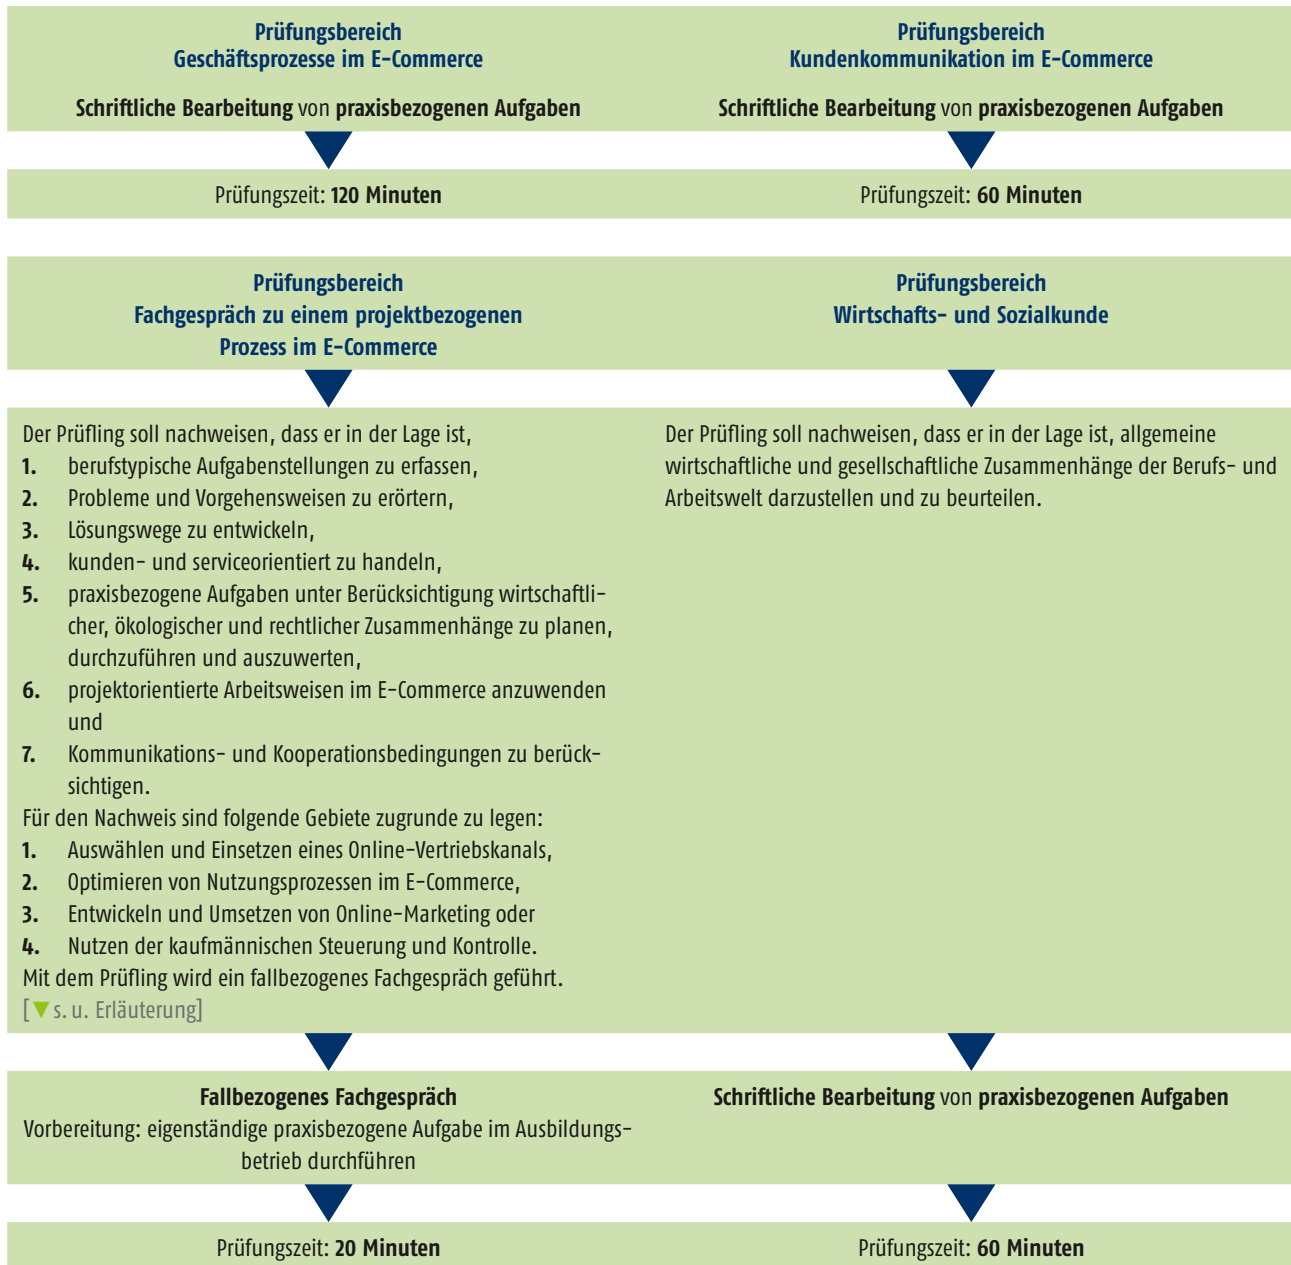 Prüfungsbereich
Geschäftsprozesse im E-Commerce
Schriftliche Bearbeitung von praxisbezogenen Aufgaben
Prüfungszeit: 120 Minuten
Prüfungsbereich
Kundenkommunikation im E-Commerce
Schriftliche Bearbeitung von praxisbezogenen Aufgaben
Prüfungszeit: 60 Minuten
Prüfungsbereich
Fachgespräch zu einem projektbezogenen
Prozess im E-Commerce
Der Prüfling soll nachweisen, dass er in der Lage ist,
1. berufstypische Aufgabenstellungen zu erfassen,
2. Probleme und Vorgehensweisen zu erörtern,
3. Lösungswege zu entwickeln,
4. kunden- und serviceorientiert zu handeln,
5. praxisbezogene Aufgaben unter Berücksichtigung wirtschaftli-
cher, ökologischer und rechtlicher Zusammenhänge zu planen,
durchzuführen und auszuwerten,
6. projektorientierte Arbeitsweisen im E-Commerce anzuwenden
und
7. Kommunikations- und Kooperationsbedingungen zu berück-
sichtigen.
Für den Nachweis sind folgende Gebiete zugrunde zu legen:
1. Auswählen und Einsetzen eines Online-Vertriebskanals,
2. Optimieren von Nutzungsprozessen im E-Commerce,
3. Entwickeln und Umsetzen von Online-Marketing oder
4. Nutzen der kaufmännischen Steuerung und Kontrolle.
Mit dem Prüfling wird ein fallbezogenes Fachgespräch geführt.
[▼s. u. Erläuterung]
Fallbezogenes Fachgespräch
Vorbereitung: eigenständige praxisbezogene Aufgabe im Ausbildungs-
betrieb durchführen
Prüfungszeit: 20 Minuten
Prüfungsbereich
Wirtschafts- und Sozialkunde
Der Prüfling soll nachweisen, dass er in der Lage ist, allgemeine
wirtschaftliche und gesellschaftliche Zusammenhänge der Berufs- und
Arbeitswelt darzustellen und zu beurteilen.
Schriftliche Bearbeitung von praxisbezogenen Aufgaben
Prüfungszeit: 60 Minuten